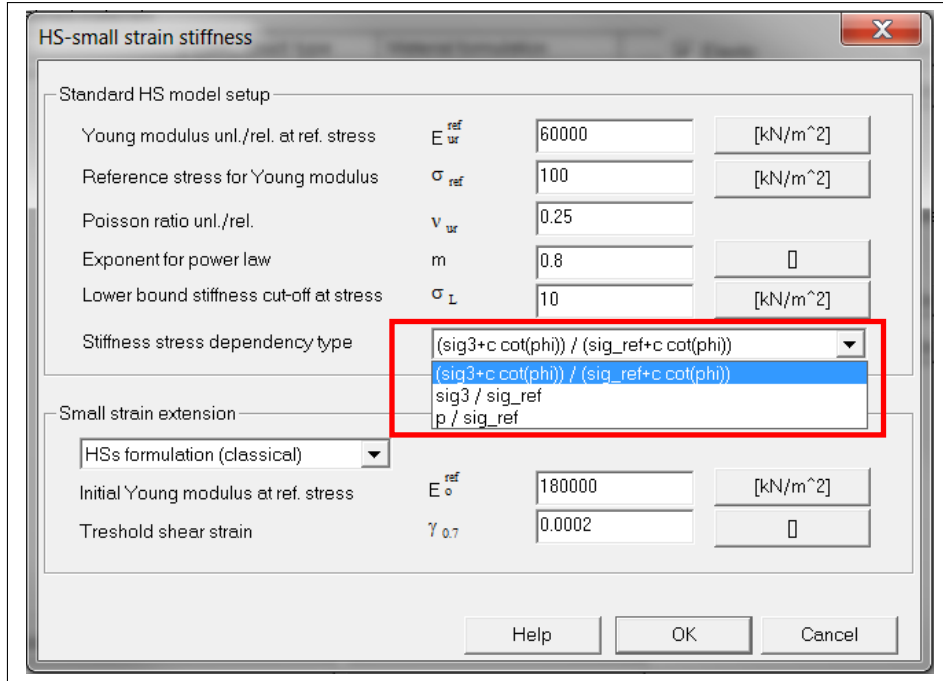 HS-small strain stiffness
Standard HS model setup
Young modulus unl./rel. at ref. stress E ur ref 60000 [kN/m^2]
Reference stress for Young modulus σ ref 100 [kN/m^2]
Poisson ratio unl./rel. ν ur 0.25
Exponent for power law m 0.8 []
Lower bound stiffness cut-off at stress σ L 10 [kN/m^2]
Stiffness stress dependency type (sig3+c cot(phi)) / (sig_ref+c cot(phi))
(sig3+c cot(phi)) / (sig_ref+c cot(phi))
sig3 / sig_ref
p / sig_ref
Small strain extension
HSs formulation (classical)
Initial Young modulus at ref. stress E o ref 180000 [kN/m^2]
Treshold shear strain γ 0.7 0.0002 []
Help OK Cancel